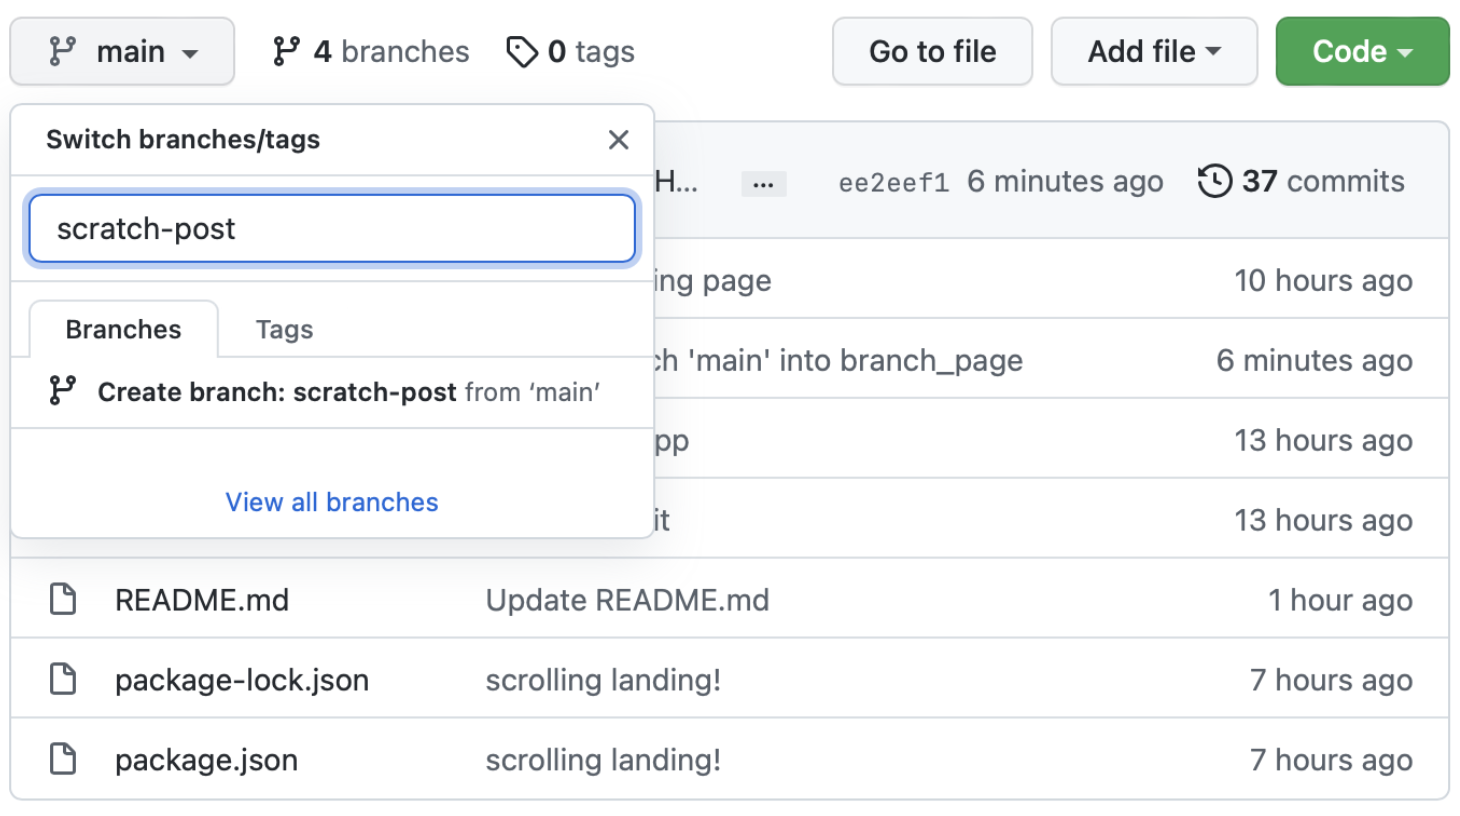 main 4 branches 0 tags Go to file Add file Code
Switch branches/tags
H... ... ee2eef1 6 minutes ago 37 commits
scratch-post
ing page 10 hours ago
Branches Tags
ch 'main' into branch_page 6 minutes ago
Create branch: scratch-post from ‘main’
pp 13 hours ago
View all branches
it 13 hours ago
README.md Update README.md 1 hour ago
package-lock.json scrolling landing! 7 hours ago
package.json scrolling landing! 7 hours ago